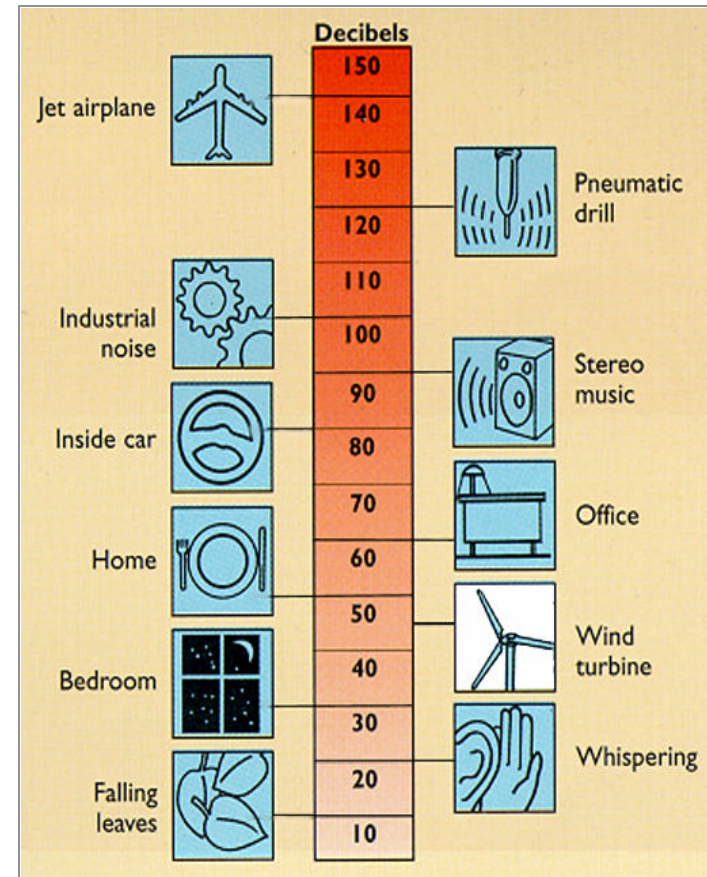 Decibels
150
Jet airplane
140
130
Pneumatic
drill
120
110
Industrial
noise
100
Stereo
music
90
Inside car
80
70
Office
Home
60
50
Wind
turbine
40
Bedroom
30
Whispering
20
Falling
leaves
10